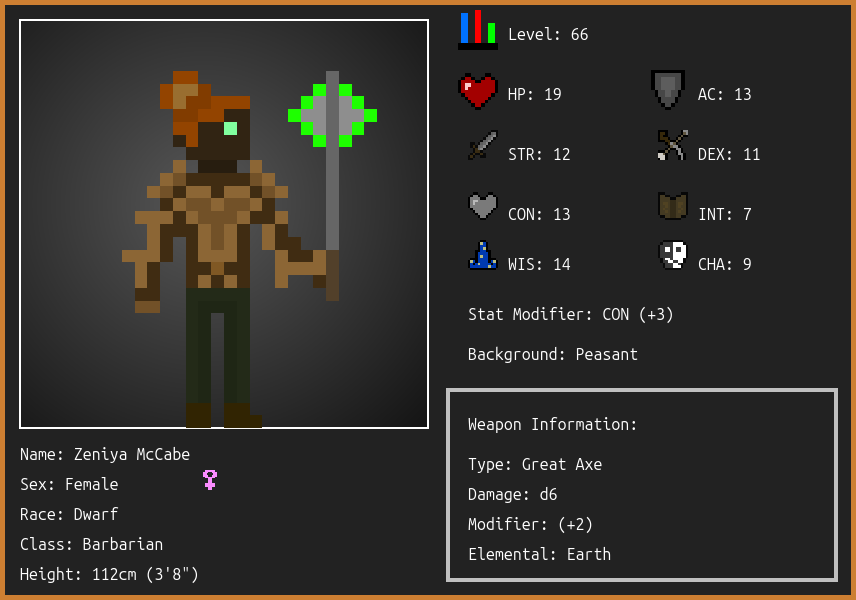 Level: 66
HP: 19
AC: 13
STR: 12
DEX: 11
CON: 13
INT: 7
WIS: 14
CHA: 9
Stat Modifier: CON (+3)
Background: Peasant
Weapon Information:
Type: Great Axe
Damage: d6
Modifier: (+2)
Elemental: Earth
Name: Zeniya McCabe
Sex: Female
Race: Dwarf
Class: Barbarian
Height: 112cm (3'8")